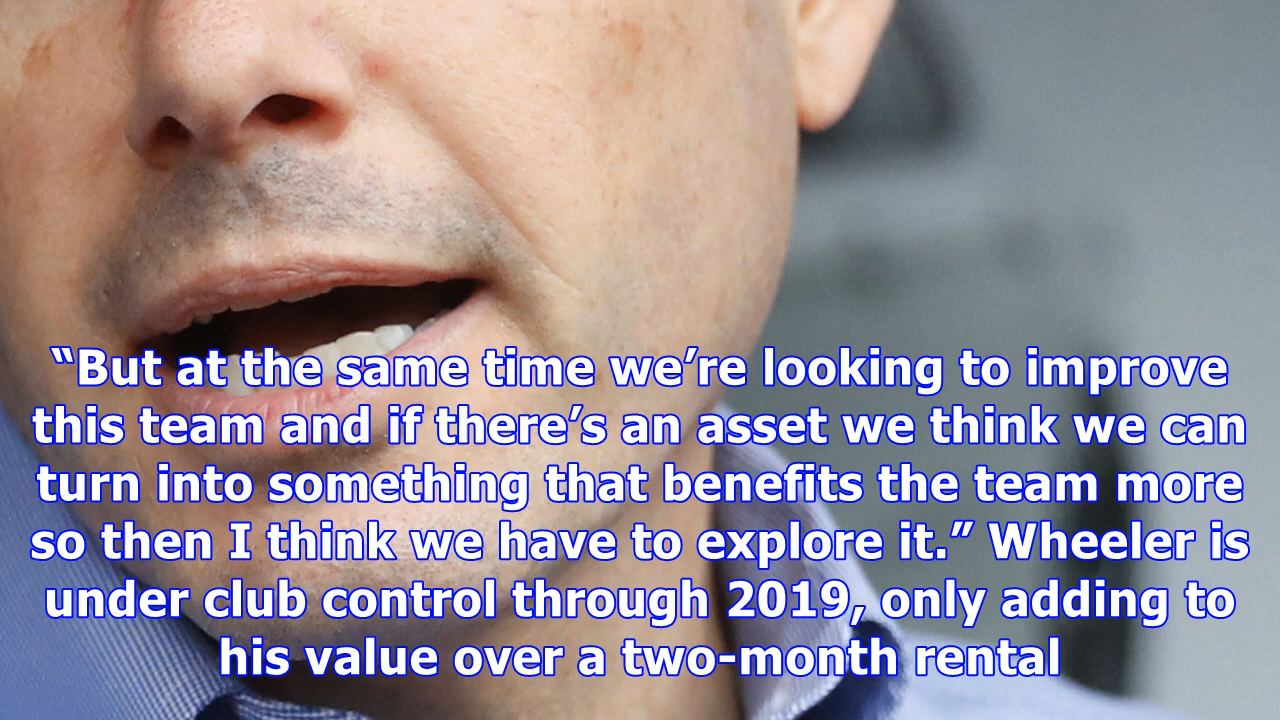 “But at the same time we’re looking to improve
this team and if there’s an asset we think we can
turn into something that benefits the team more
so then I think we have to explore it.” Wheeler is
under club control through 2019, only adding to
his value over a two-month rental